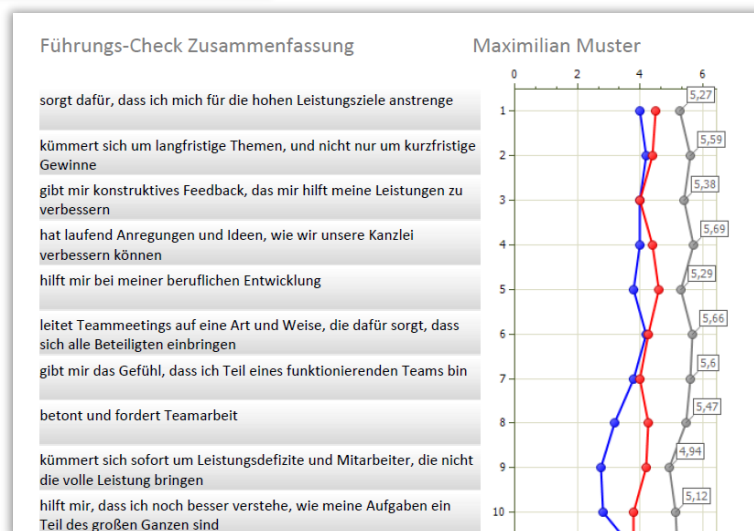 Führungs-Check Zusammenfassung
Maximilian Muster
0 2 4 6
sorgt dafür, dass ich mich für die hohen Leistungsziele anstrenge
1
5,27
kümmert sich um langfristige Themen, und nicht nur um kurzfristige
Gewinne
2
5,59
gibt mir konstruktives Feedback, das mir hilft meine Leistungen zu
verbessern
3
5,38
hat laufend Anregungen und Ideen, wie wir unsere Kanzlei
verbessern können
4
5,69
hilft mir bei meiner beruflichen Entwicklung
5
5,29
leitet Teammeetings auf eine Art und Weise, die dafür sorgt, dass
sich alle Beteiligten einbringen
6
5,66
gibt mir das Gefühl, dass ich Teil eines funktionierenden Teams bin
7
5,6
betont und fordert Teamarbeit
8
5,47
kümmert sich sofort um Leistungsdefizite und Mitarbeiter, die nicht
die volle Leistung bringen
9
4,94
hilft mir, dass ich noch besser verstehe, wie meine Aufgaben ein
Teil des großen Ganzen sind
10
5,12